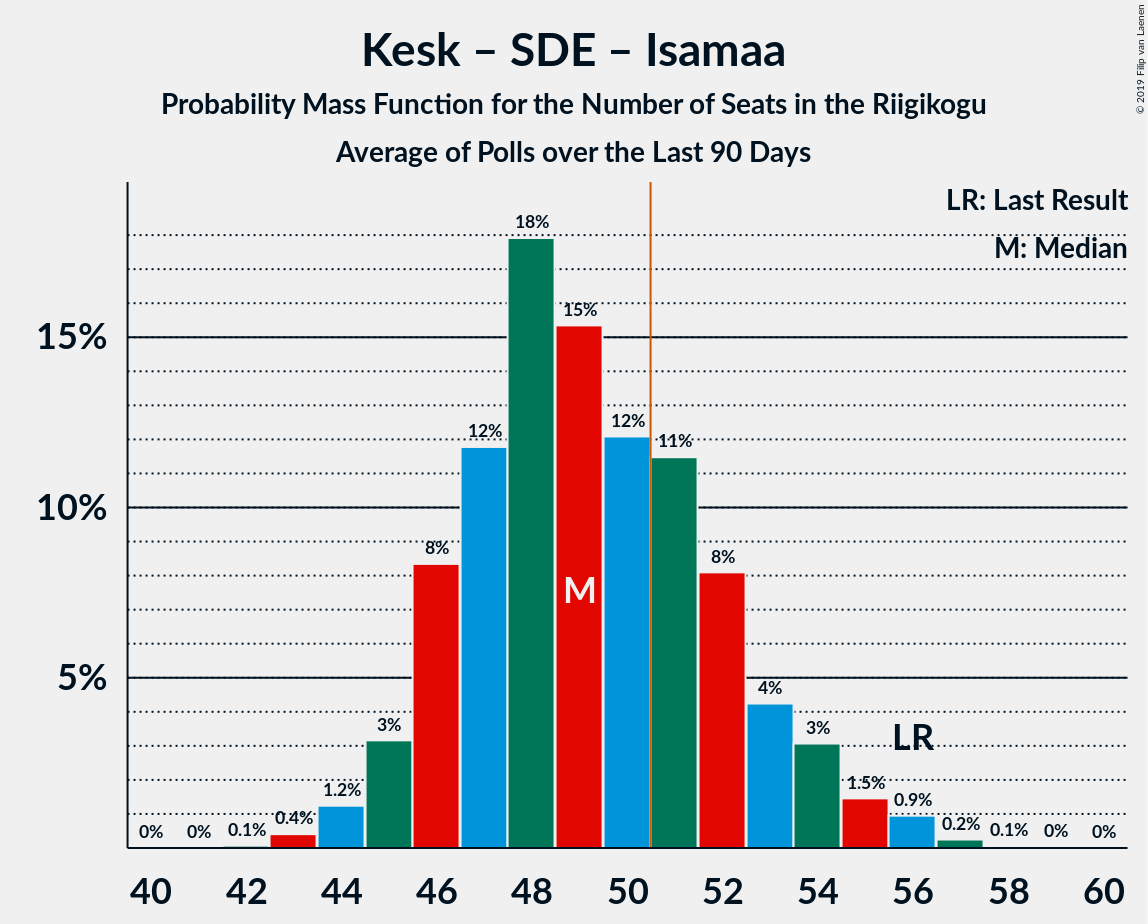 Kesk – SDE – Isamaa
Probability Mass Function for the Number of Seats in the Riigikogu
Average of Polls over the Last 90 Days
© 2019 Filip van Laenen
LR: Last Result
M: Median
15%
10%
5%
0%
0%
0.1%
0.4%
1.2%
3%
8%
12%
18%
15%
12%
11%
8%
4%
3%
1.5%
0.9%
0.2%
0.1%
0%
0%
M
LR
40 42 44 46 48 50 52 54 56 58 60